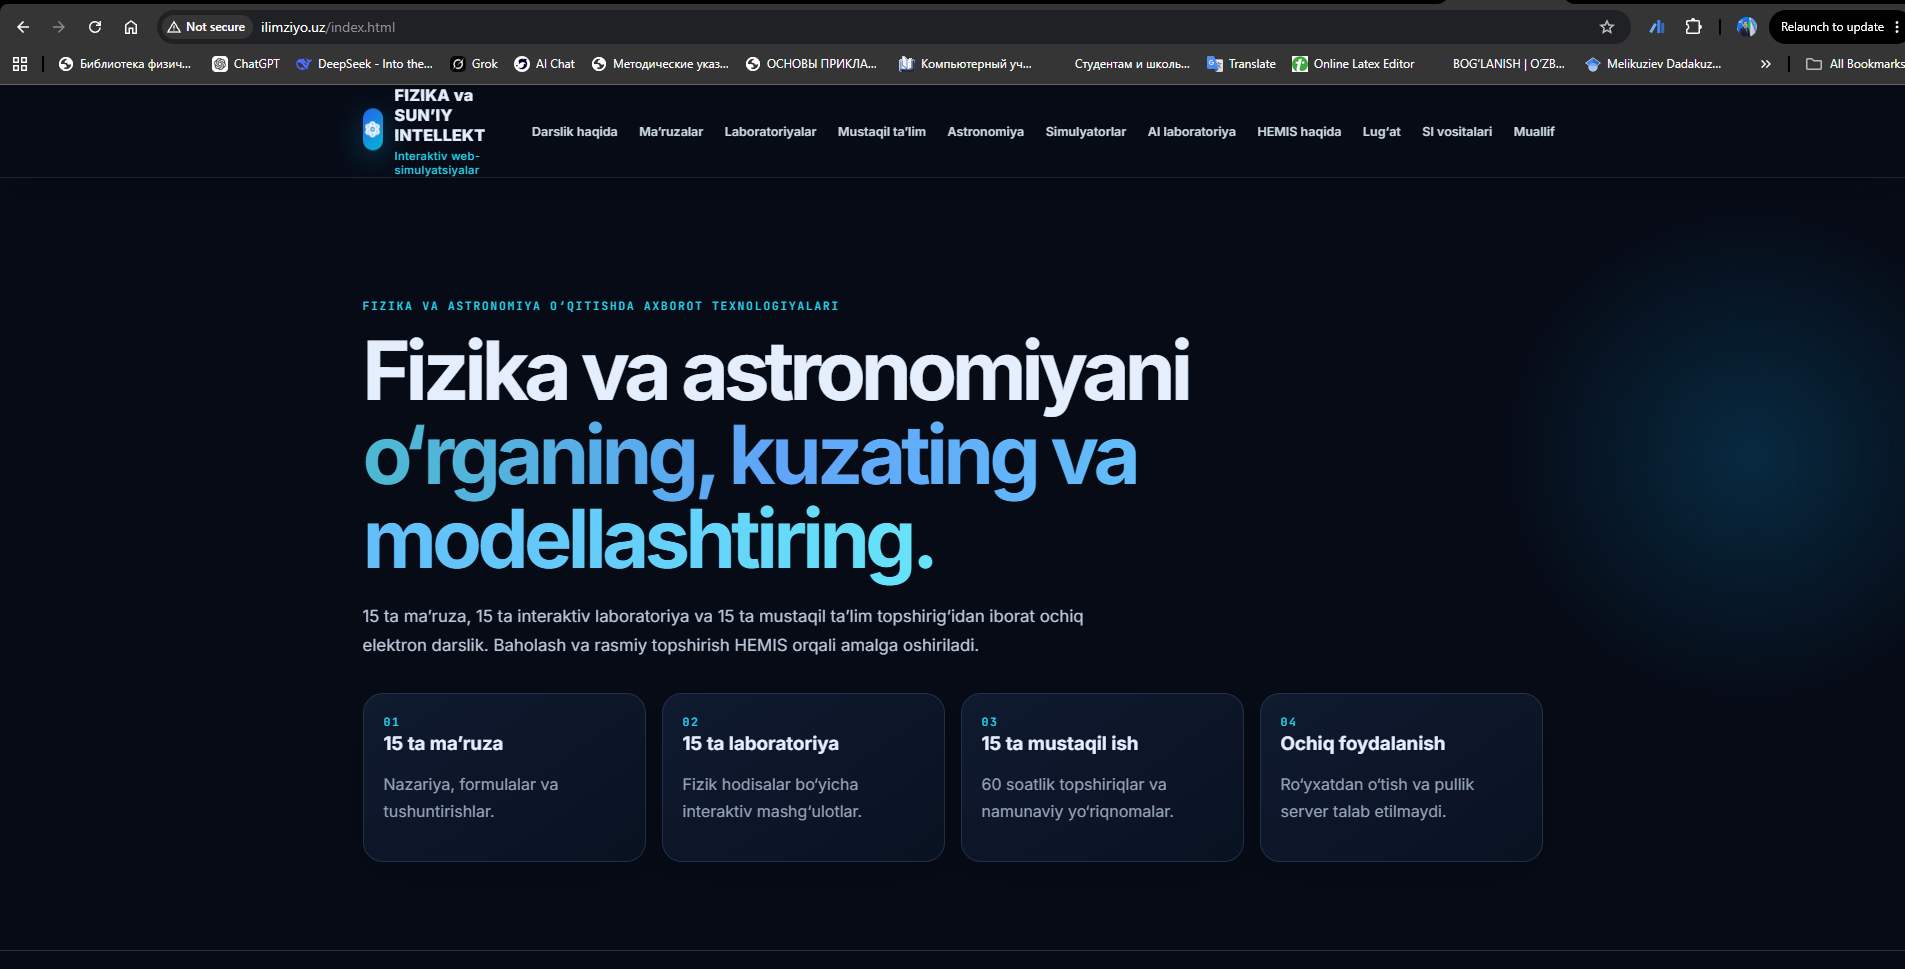 Not secure
ilimziyo.uz/index.html
Relaunch to update
Библиотека физич...
ChatGPT
DeepSeek - Into the...
Grok
AI Chat
Методические указ...
ОСНОВЫ ПРИКЛА...
Компьютерный уч...
Студентам и школь...
Translate
Online Latex Editor
BOGʻLANISH | OʻZB...
Melikuziev Dadakuz...
All Bookmarks
FIZIKA va
SUN’IY
INTELLEKT
Interaktiv web-
simulyatsiyalar
Darslik haqida
Ma’ruzalar
Laboratoriyalar
Mustaqil ta’lim
Astronomiya
Simulyatorlar
AI laboratoriya
HEMIS haqida
Lug‘at
SI vositalari
Muallif
FIZIKA VA ASTRONOMIYA O‘QITISHDA AXBOROT TEXNOLOGIYALARI
Fizika va astronomiyani
o‘rganing, kuzating va
modellashtiring.
15 ta ma’ruza, 15 ta interaktiv laboratoriya va 15 ta mustaqil ta’lim topshirig‘idan iborat ochiq
elektron darslik. Baholash va rasmiy topshirish HEMIS orqali amalga oshiriladi.
01
15 ta ma’ruza
Nazariya, formulalar va
tushuntirishlar.
02
15 ta laboratoriya
Fizik hodisalar bo‘yicha
interaktiv mashg‘ulotlar.
03
15 ta mustaqil ish
60 soatlik topshiriqlar va
namunaviy yo‘riqnomalar.
04
Ochiq foydalanish
Ro‘yxatdan o‘tish va pullik
server talab etilmaydi.